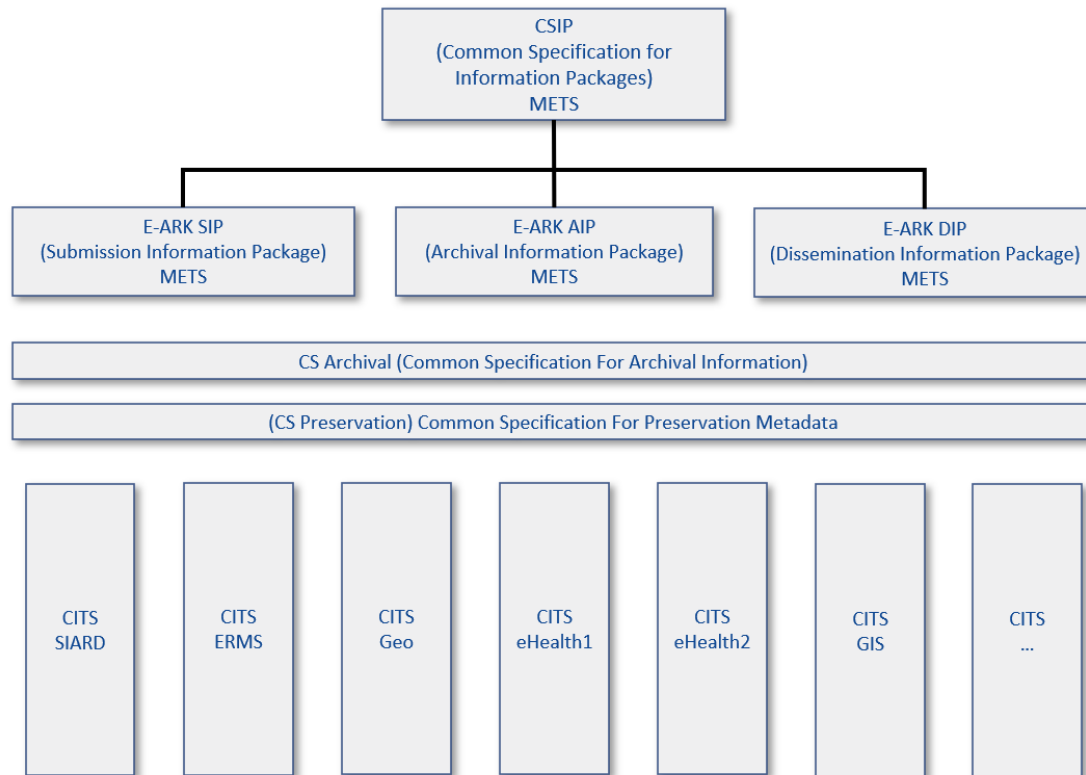 CSIP
(Common Specification for
Information Packages)
METS
E-ARK SIP
(Submission Information Package)
METS
E-ARK AIP
(Archival Information Package)
METS
E-ARK DIP
(Dissemination Information Package)
METS
CS Archival (Common Specification For Archival Information)
(CS Preservation) Common Specification For Preservation Metadata
CITS
SIARD
CITS
ERMS
CITS
Geo
CITS
eHealth1
CITS
eHealth2
CITS
GIS
CITS
...